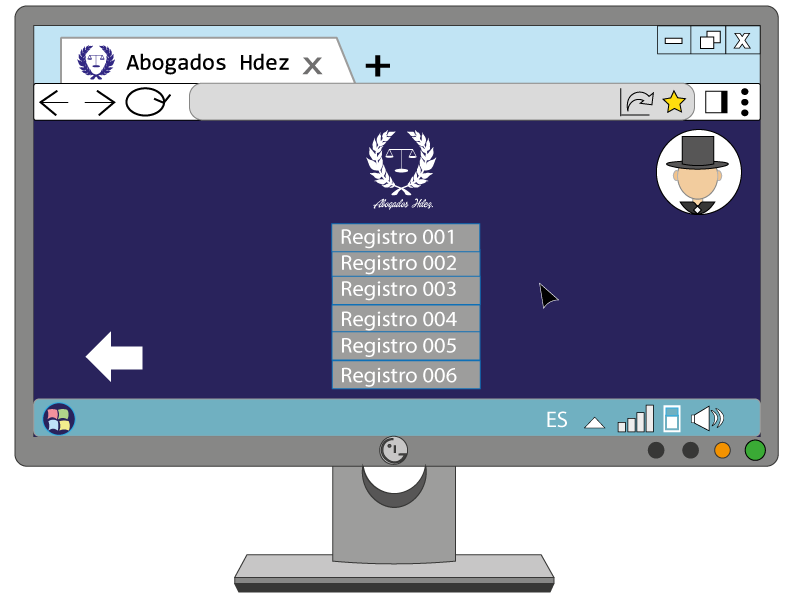 Abogados Hdez X
X
Abogados Hdez.
Registro 001
Registro 002
Registro 003
Registro 004
Registro 005
Registro 006
ES